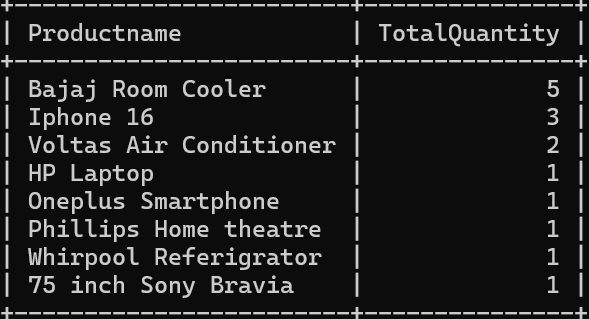 Productname TotalQuantity
Bajaj Room Cooler 5
Iphone 16 3
Voltas Air Conditioner 2
HP Laptop 1
Oneplus Smartphone 1
Phillips Home theatre 1
Whirpool Referigrator 1
75 inch Sony Bravia 1